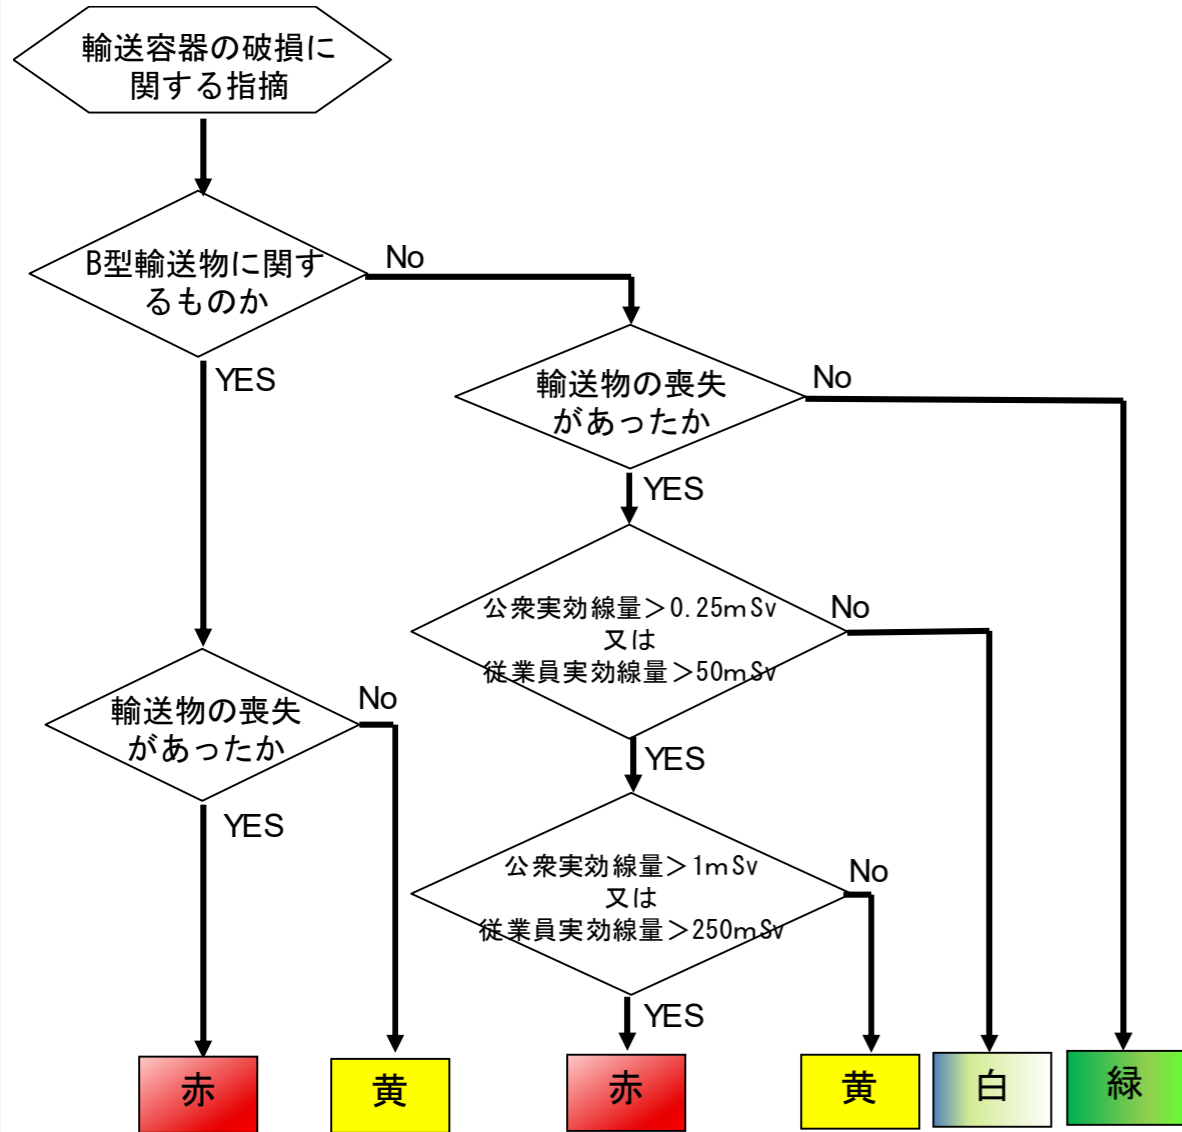 輸送容器の破損に
関する指摘
B型輸送物に関す
るものか
No
YES
輸送物の喪失
があったか
No
YES
公衆実効線量＞0.25mSv
又は
従業員実効線量＞50mSv
No
YES
輸送物の喪失
があったか
No
YES
公衆実効線量＞1mSv
又は
従業員実効線量＞250mSv
No
YES
赤
黄
赤
黄
白
緑